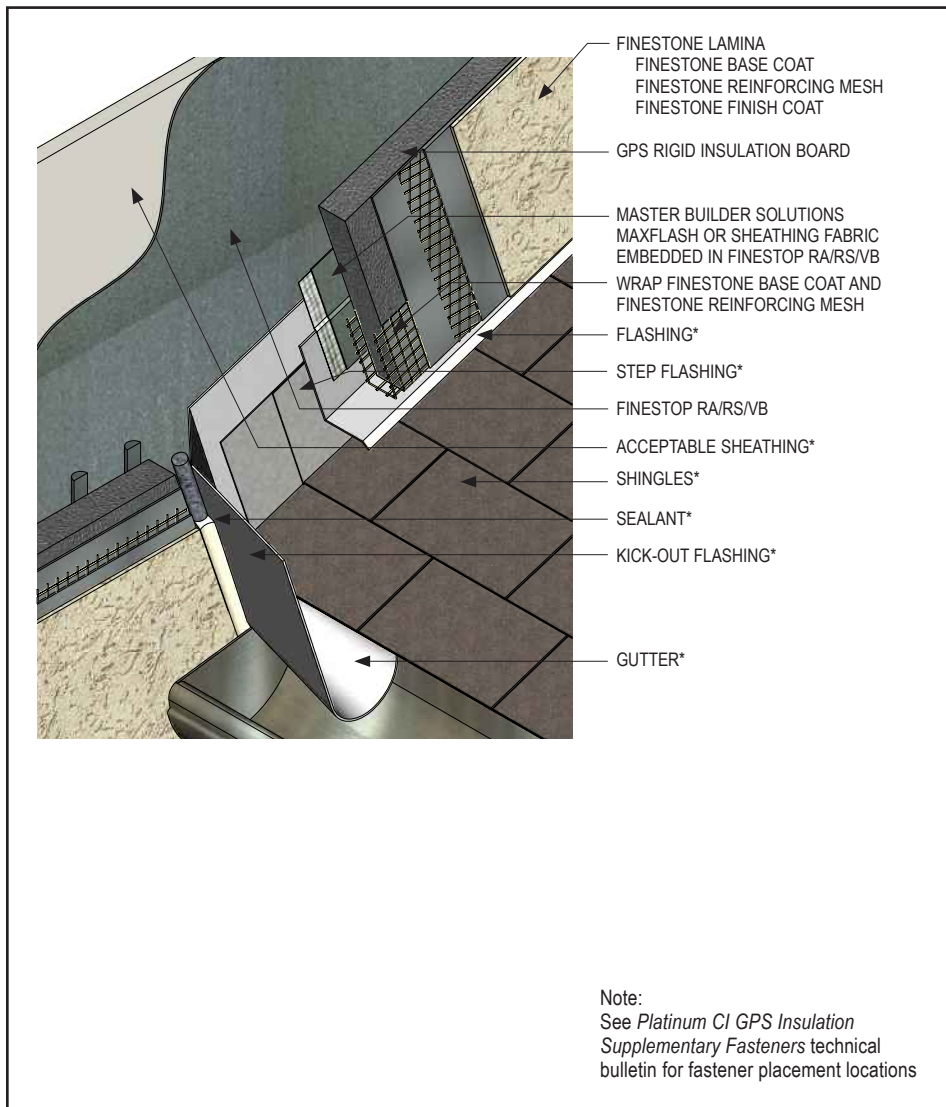 FINESTONE LAMINA
FINESTONE BASE COAT
FINESTONE REINFORCING MESH
FINESTONE FINISH COAT
GPS RIGID INSULATION BOARD
MASTER BUILDER SOLUTIONS
MAXFLASH OR SHEATHING FABRIC
EMBEDDED IN FINESTOP RA/RS/VB
WRAP FINESTONE BASE COAT AND
FINESTONE REINFORCING MESH
FLASHING*
STEP FLASHING*
FINESTOP RA/RS/VB
ACCEPTABLE SHEATHING*
SHINGLES*
SEALANT*
KICK-OUT FLASHING*
GUTTER*
Note:
See Platinum CI GPS Insulation
Supplementary Fasteners technical
bulletin for fastener placement locations